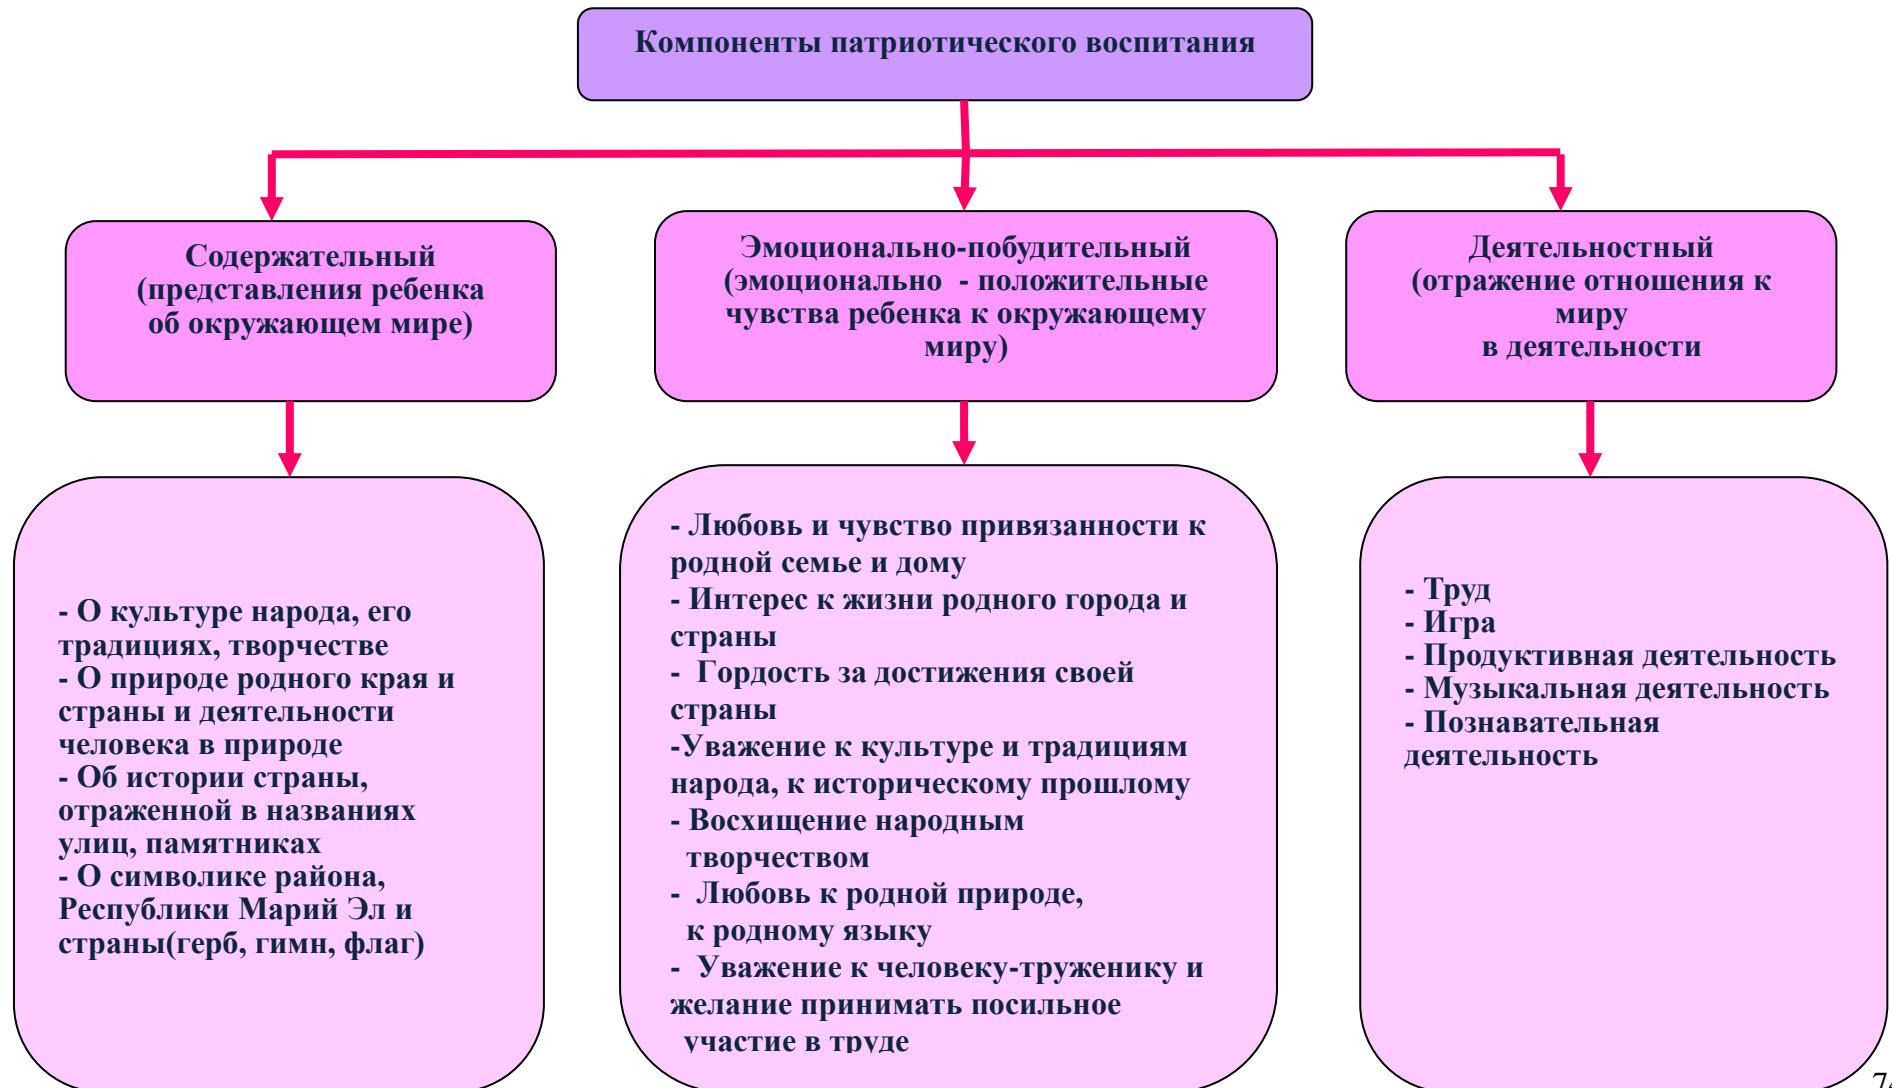 Компоненты патриотического воспитания
Содержательный
(представления ребенка
об окружающем мире)
Эмоционально-побудительный
(эмоционально  - положительные
чувства ребенка к окружающему
миру)
Деятельностный
(отражение отношения к
миру
в деятельности
- О культуре народа, его
традициях, творчестве
- О природе родного края и
страны и деятельности
человека в природе
- Об истории страны,
отраженной в названиях
улиц, памятниках
- О символике района,
Республики Марий Эл и
страны(герб, гимн, флаг)
- Любовь и чувство привязанности к
родной семье и дому
- Интерес к жизни родного города и
страны
-  Гордость за достижения своей
страны
-Уважение к культуре и традициям
народа, к историческому прошлому
- Восхищение народным
творчеством
-  Любовь к родной природе,
к родному языку
-  Уважение к человеку-труженику и
желание принимать посильное
участие в труде
- Труд
- Игра
- Продуктивная деятельность
- Музыкальная деятельность
- Познавательная
деятельность